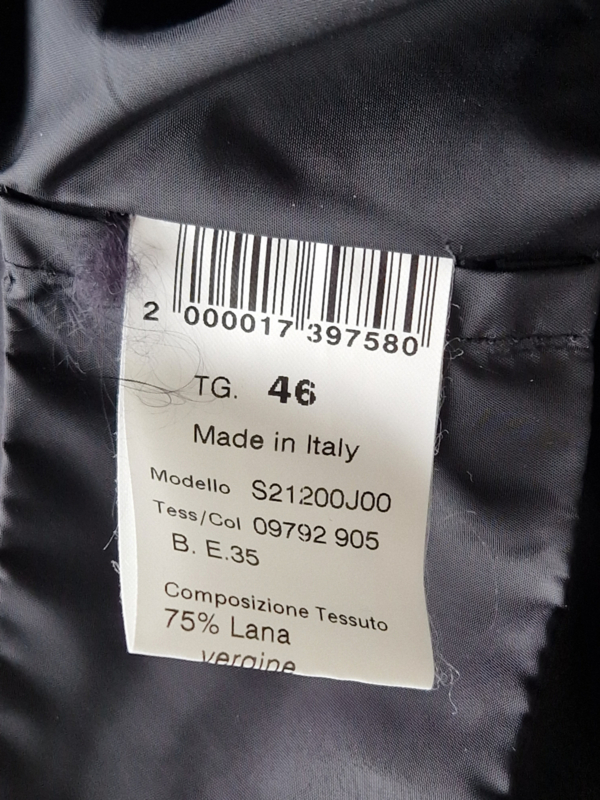 2 000017 397580
TG. 46
Made in Italy
Modello S21200J00
Tess/Col 09792 905
B. E.35
Composizione Tessuto
75% Lana
vergine